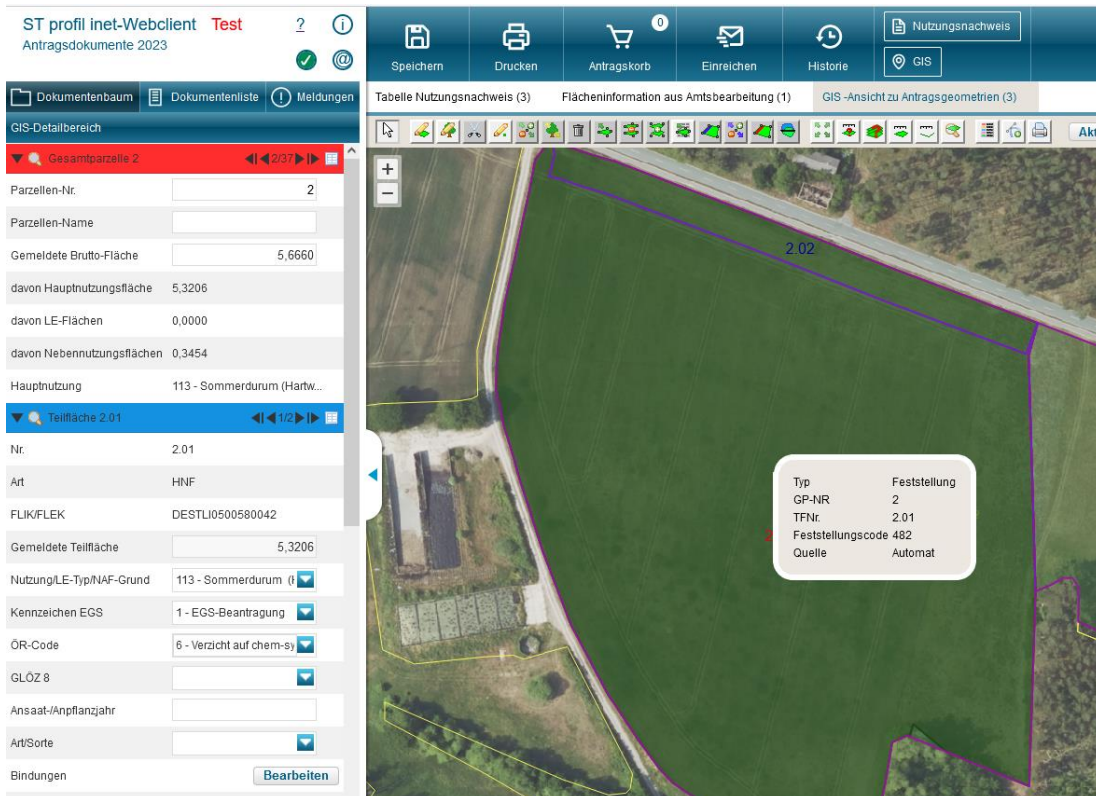 ST profil inet-Webclient Test ?
Antragsdokumente 2023
Speichern
Drucken
0
Antragskorb
Einreichen
Historie
Nutzungsnachweis
GIS
Dokumentenbaum Dokumentenliste Meldungen
Tabelle Nutzungsnachweis (3) Flächeninformation aus Amtsbearbeitung (1) GIS -Ansicht zu Antragsgeometrien (3)
GIS-Detailbereich
Gesamtparzelle 2 2/37
Parzellen-Nr. 2
Parzellen-Name
Gemeldete Brutto-Fläche 5,6660
davon Hauptnutzungsfläche 5,3206
davon LE-Flächen 0,0000
davon Nebennutzungsflächen 0,3454
Hauptnutzung 113 - Sommerdurum (Hartw...
Teilfläche 2.01 1/2
Nr. 2.01
Art HNF
FLIK/FLEK DESTLI0500580042
Gemeldete Teilfläche 5,3206
Nutzung/LE-Typ/NAF-Grund 113 - Sommerdurum (H
Kennzeichen EGS 1 - EGS-Beantragung
ÖR-Code 6 - Verzicht auf chem-sy
GLÖZ 8
Ansaat-/Anpflanzjahr
Art/Sorte
Bindungen Bearbeiten
Akt
+
−
2.02
2
Typ Feststellung
GP-NR 2
TFNr. 2.01
Feststellungscode 482
Quelle Automat